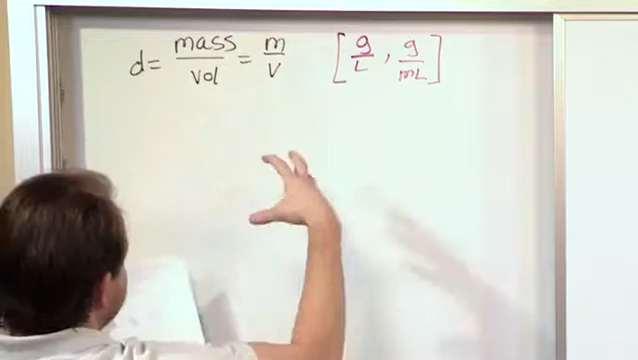 d = mass/vol = m/v [g/L, g/mL]